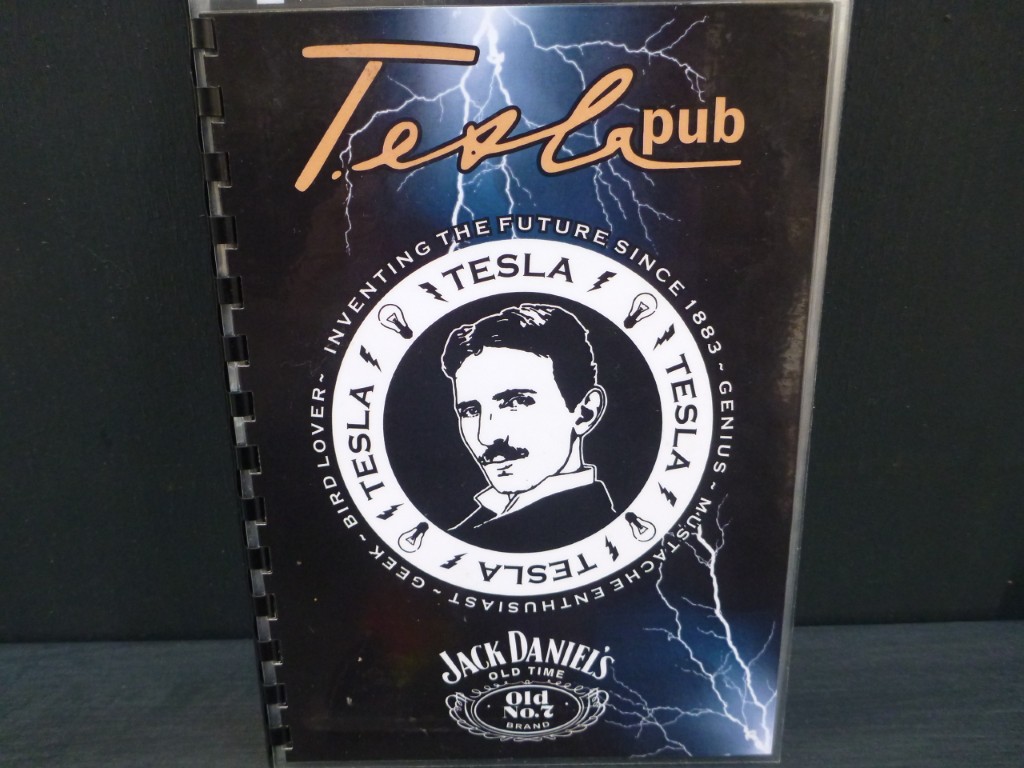 Tesla pub
INVENTING THE FUTURE SINCE 1883 ~ GENIUS ~ MUSTACHE ENTHUSIAST ~ GEEK ~ BIRD LOVER ~
TESLA
TESLA
TESLA
TESLA
JACK DANIEL'S
OLD TIME
Old
No.7
BRAND